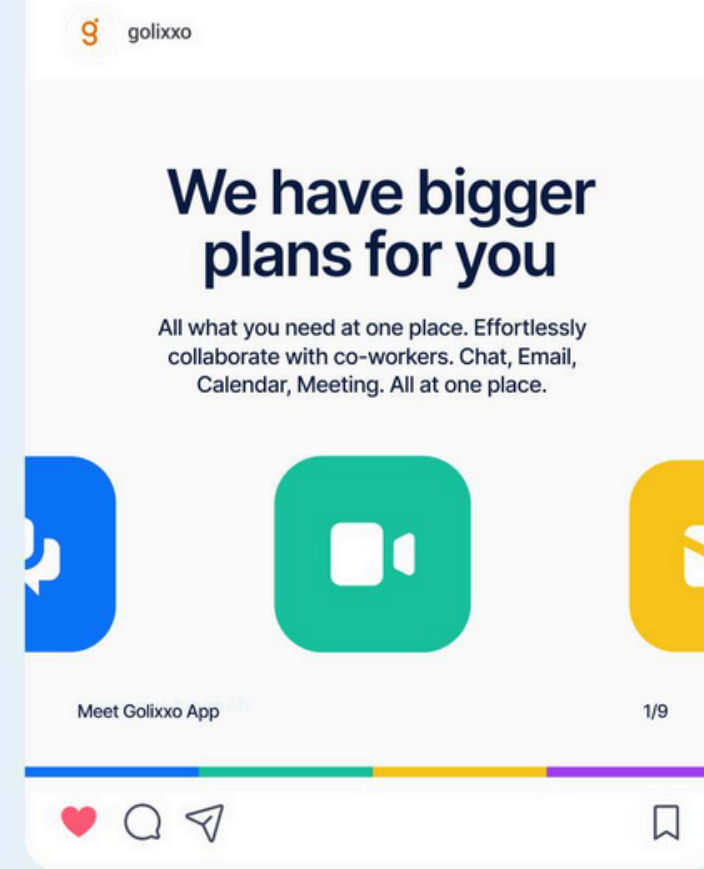 g golixxo
We have bigger
plans for you
All what you need at one place. Effortlessly
collaborate with co-workers. Chat, Email,
Calendar, Meeting. All at one place.
Meet Golixxo App
1/9